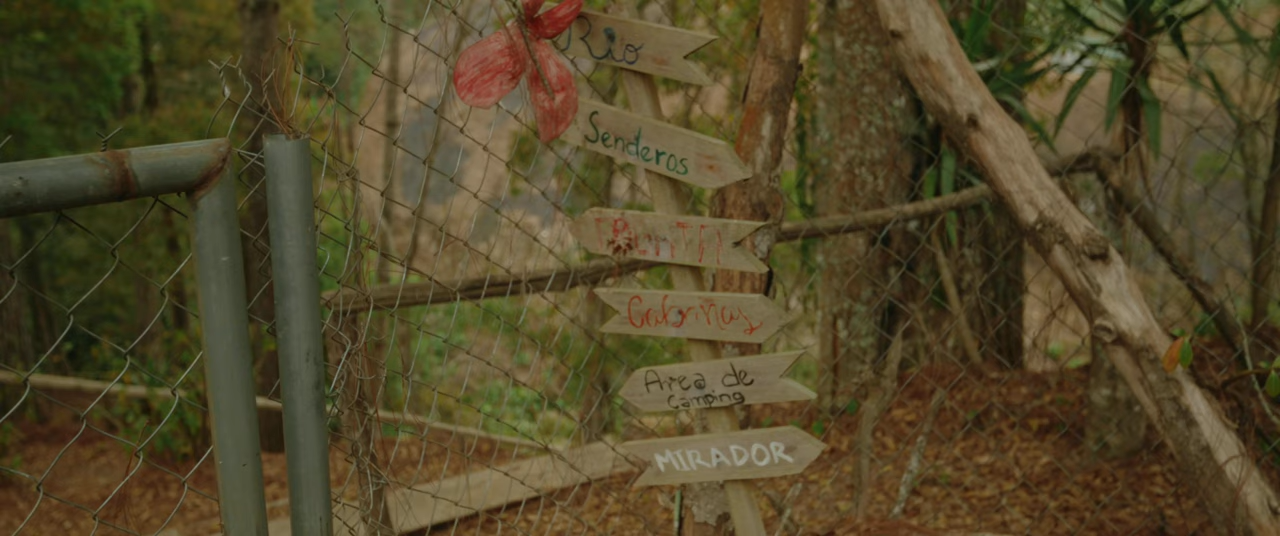 Rio
Senderos
Cabañas
Area de
camping
MIRADOR